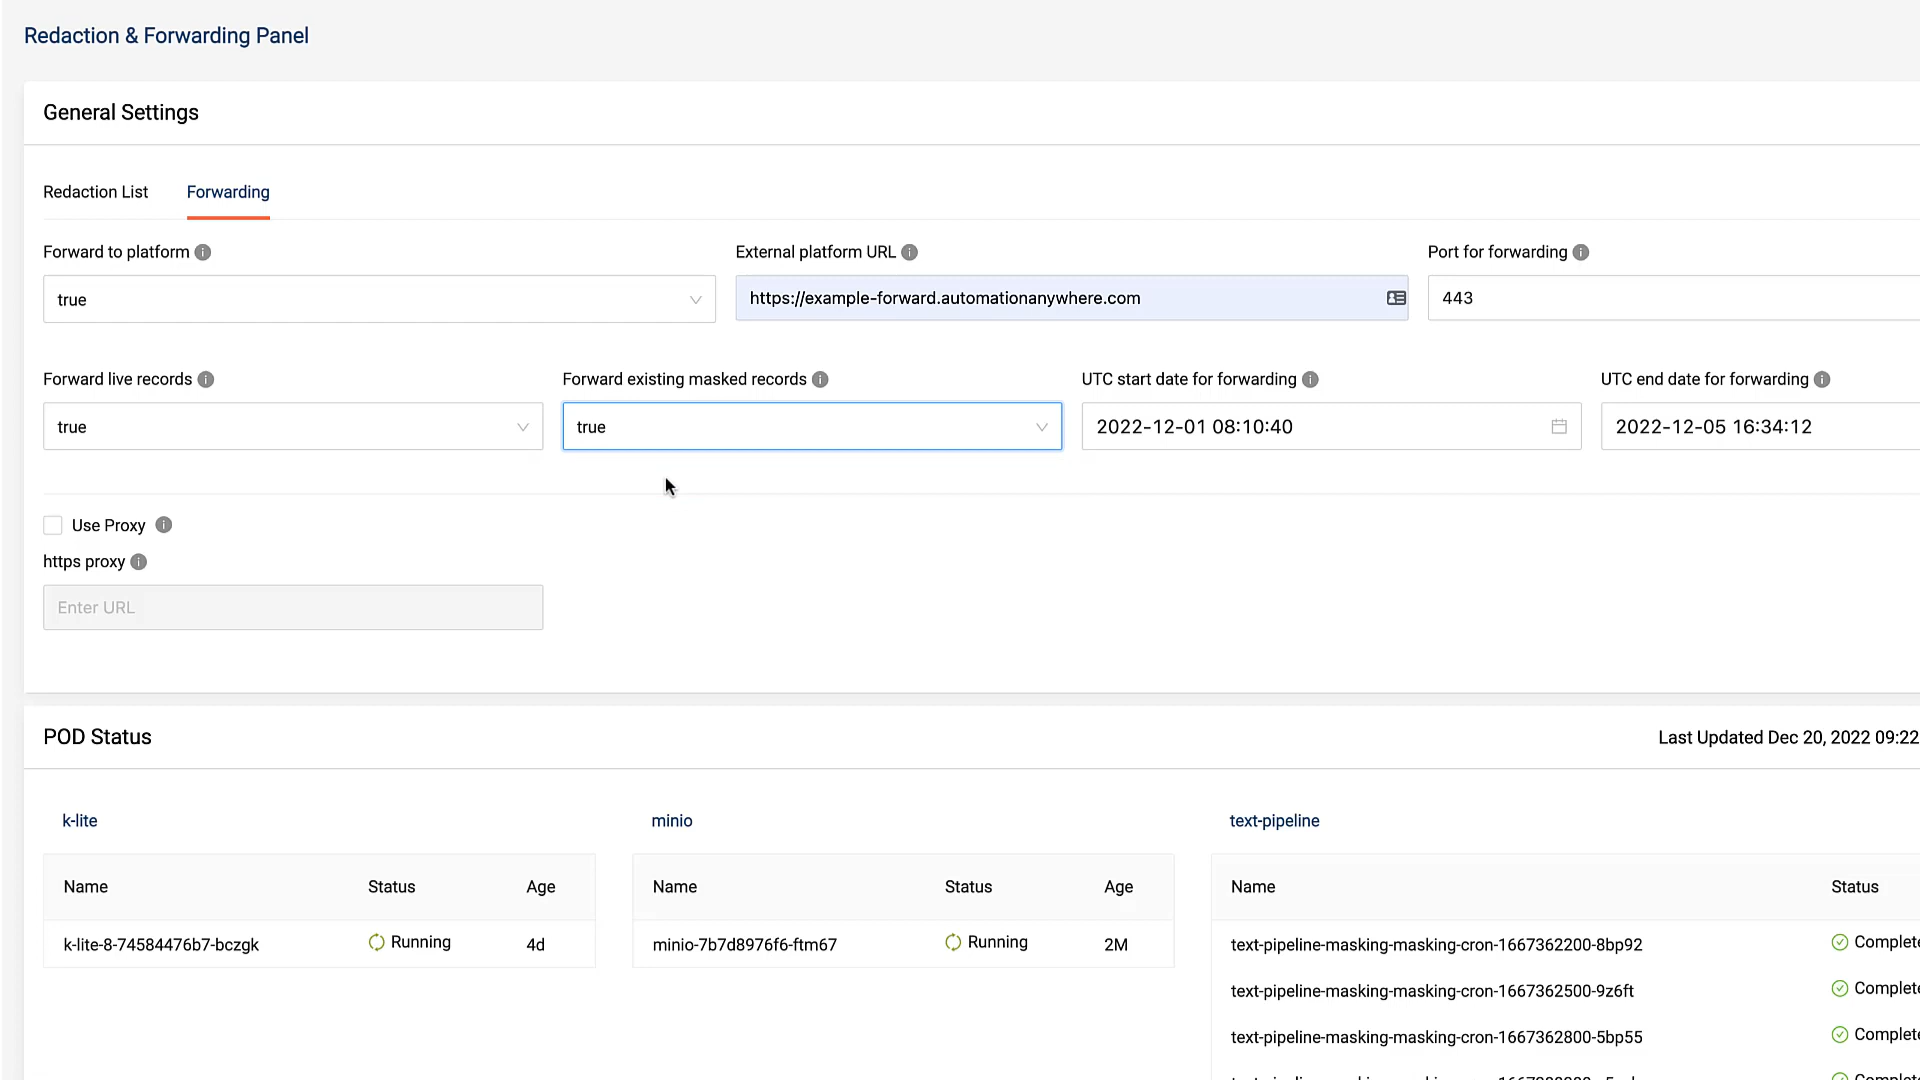 Redaction & Forwarding Panel
General Settings
Redaction List Forwarding
Forward to platform External platform URL Port for forwarding
true https://example-forward.automationanywhere.com 443
Forward live records Forward existing masked records UTC start date for forwarding UTC end date for forwarding
true true 2022-12-01 08:10:40 2022-12-05 16:34:12
Use Proxy
https proxy
Enter URL
POD Status Last Updated Dec 20, 2022 09:22
k-lite minio text-pipeline
Name Status Age Name Status Age Name Status
k-lite-8-74584476b7-bczgk Running 4d minio-7b7d8976f6-ftm67 Running 2M text-pipeline-masking-masking-cron-1667362200-8bp92 Complete
text-pipeline-masking-masking-cron-1667362500-9z6ft Complete
text-pipeline-masking-masking-cron-1667362800-5bp55 Complete